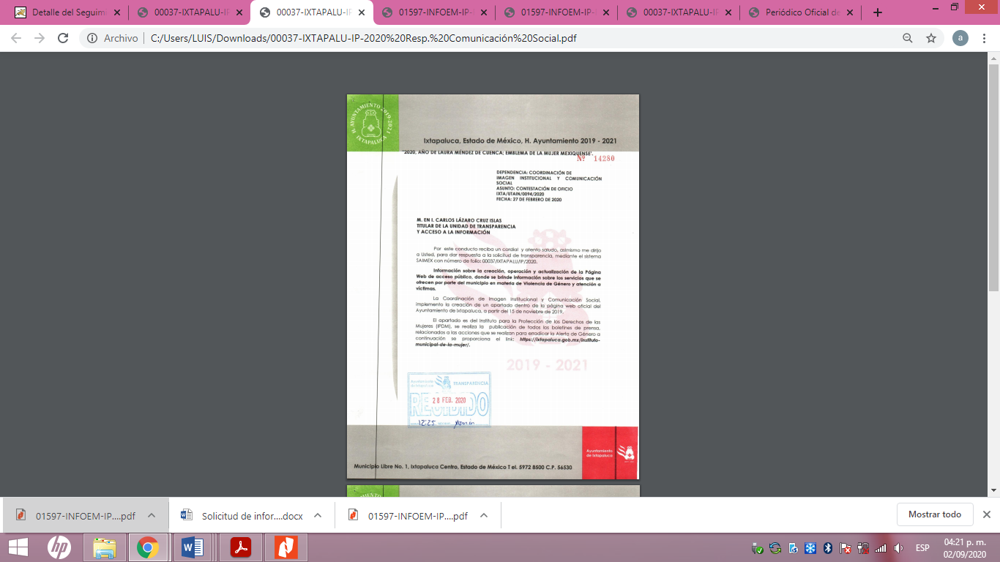 Detalle del Seguimi
00037-IXTAPALU-IP
00037-IXTAPALU-IP
01597-INFOEM-IP-
01597-INFOEM-IP-
00037-IXTAPALU-IP
Periódico Oficial de
Archivo
C:/Users/LUIS/Downloads/00037-IXTAPALU-IP-2020%20Resp.%20Comunicación%20Social.pdf
a
H. AYUNTAMIENTO 2019-2021
IXTAPALUCA
Ixtapaluca, Estado de México, H. Ayuntamiento 2019 - 2021
"2020, AÑO DE LAURA MÉNDEZ DE CUENCA; EMBLEMA DE LA MUJER MEXIQUENSE".
Nº 14280
DEPENDENCIA: COORDINACIÓN DE
IMAGEN INSTITUCIONAL Y COMUNICACIÓN
SOCIAL
ASUNTO: CONTESTACIÓN DE OFICIO
IXTA/UTAIN/0094/2020
FECHA: 27 DE FEBRERO DE 2020
M. EN I. CARLOS LÁZARO CRUZ ISLAS
TITULAR DE LA UNIDAD DE TRANSPARENCIA
Y ACCESO A LA INFORMACIÓN
Por este conducto reciba un cordial y atento saludo, asimismo me dirijo
a Usted, para dar respuesta a la solicitud de transparencia, mediante el sistema
SAIMEX con número de folio: 00037/IXTAPALU/IP/2020.
Información sobre la creación, operación y actualización de la Página
Web de acceso público, donde se brinde información sobre los servicios que se
ofrecen por parte del municipio en materia de Violencia de Género y atención a
víctimas.
La Coordinación de Imagen Institucional y Comunicación Social,
implemento la creación de un apartado dentro de la página web oficial del
Ayuntamiento de Ixtapaluca, a partir del 15 de noviebre de 2019.
El apartado es del Instituto para la Protección de los Derechos de las
Mujeres (IPDM), se realiza la publicación de todos los boletines de prensa,
relacionados a las acciones que se realizan para erradicar la Alerta de Género a
continuación se proporciona el link: https://ixtapaluca.gob.mx/instituto-
municipal-de-la-mujer/.
2019 - 2021
Ayuntamiento
de Ixtapaluca
TRANSPARENCIA
RECIBIDO
28 FEB. 2020
12:25
Ayuntamiento
de Ixtapaluca
Municipio Libre No. 1, Ixtapaluca Centro, Estado de México T el. 5972 8500 C.P. 56530
01597-INFOEM-IP....pdf
Solicitud de infor....docx
01597-INFOEM-IP....pdf
Mostrar todo
ESP
04:21 p. m.
02/09/2020